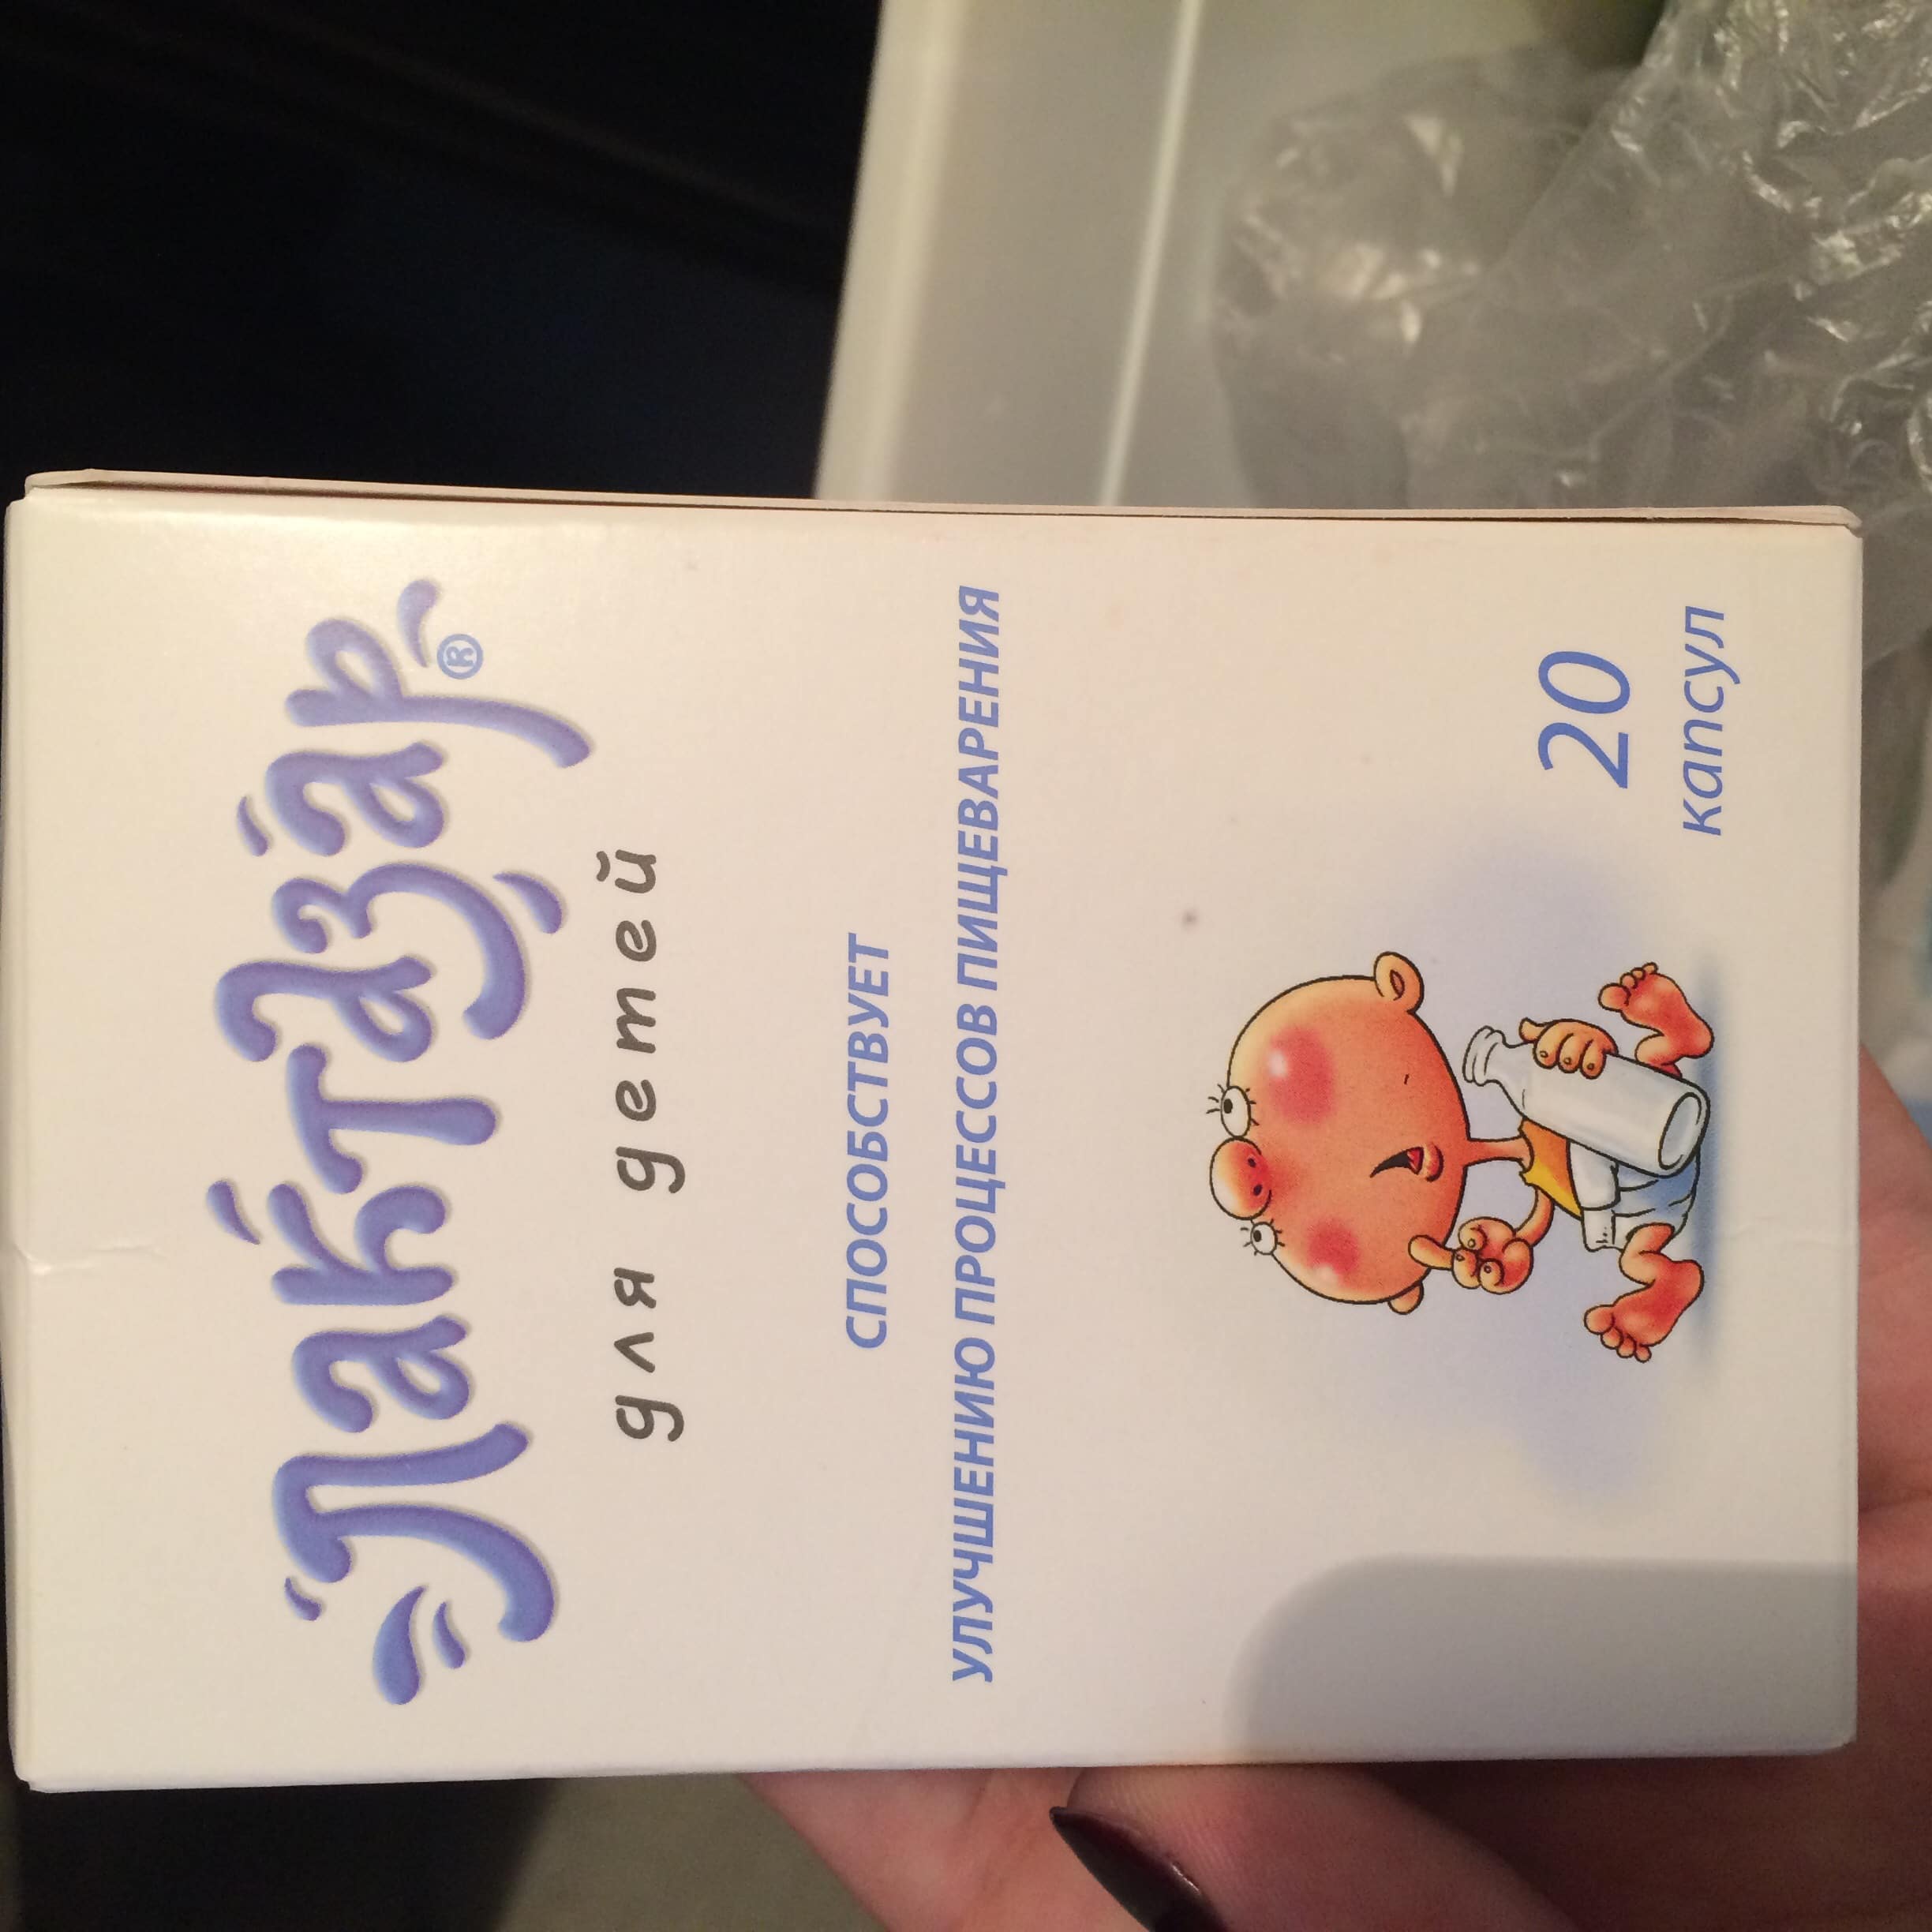 Лактазар®
для детей
СПОСОБСТВУЕТ
УЛУЧШЕНИЮ ПРОЦЕССОВ ПИЩЕВАРЕНИЯ
20
капсул